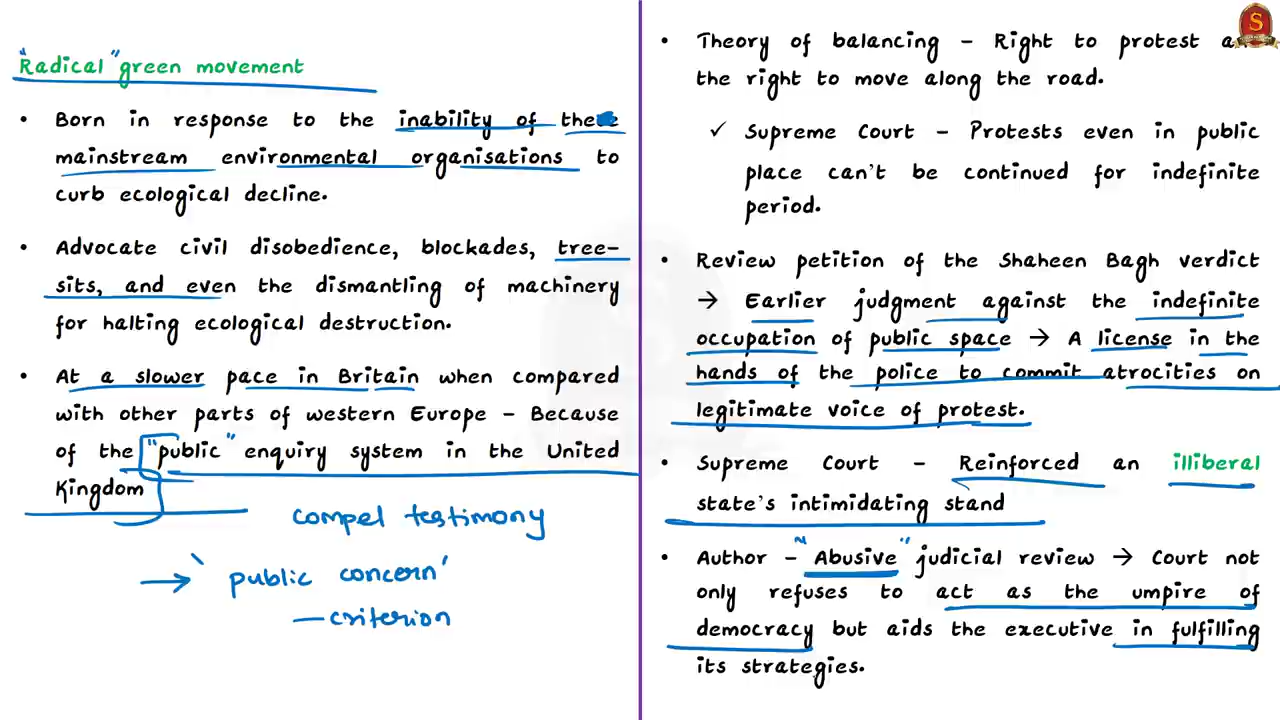 "Radical" green movement
• Born in response to the inability of the
mainstream environmental organisations to
curb ecological decline.
• Advocate civil disobedience, blockades, tree-
sits, and even the dismantling of machinery
for halting ecological destruction.
• At a slower pace in Britain when compared
with other parts of western Europe – Because
of the "public" enquiry system in the United
Kingdom
compel testimony
→ 'public concern'
— criterion
• Theory of balancing – Right to protest
the right to move along the road.
✓ Supreme Court – Protests even in public
place can't be continued for indefinite
period.
• Review petition of the Shaheen Bagh verdict
→ Earlier judgment against the indefinite
occupation of public space → A license in the
hands of the police to commit atrocities on
legitimate voice of protest.
• Supreme Court – Reinforced an illiberal
state's intimidating stand
• Author – "Abusive" judicial review → Court not
only refuses to act as the umpire of
democracy but aids the executive in fulfilling
its strategies.
S